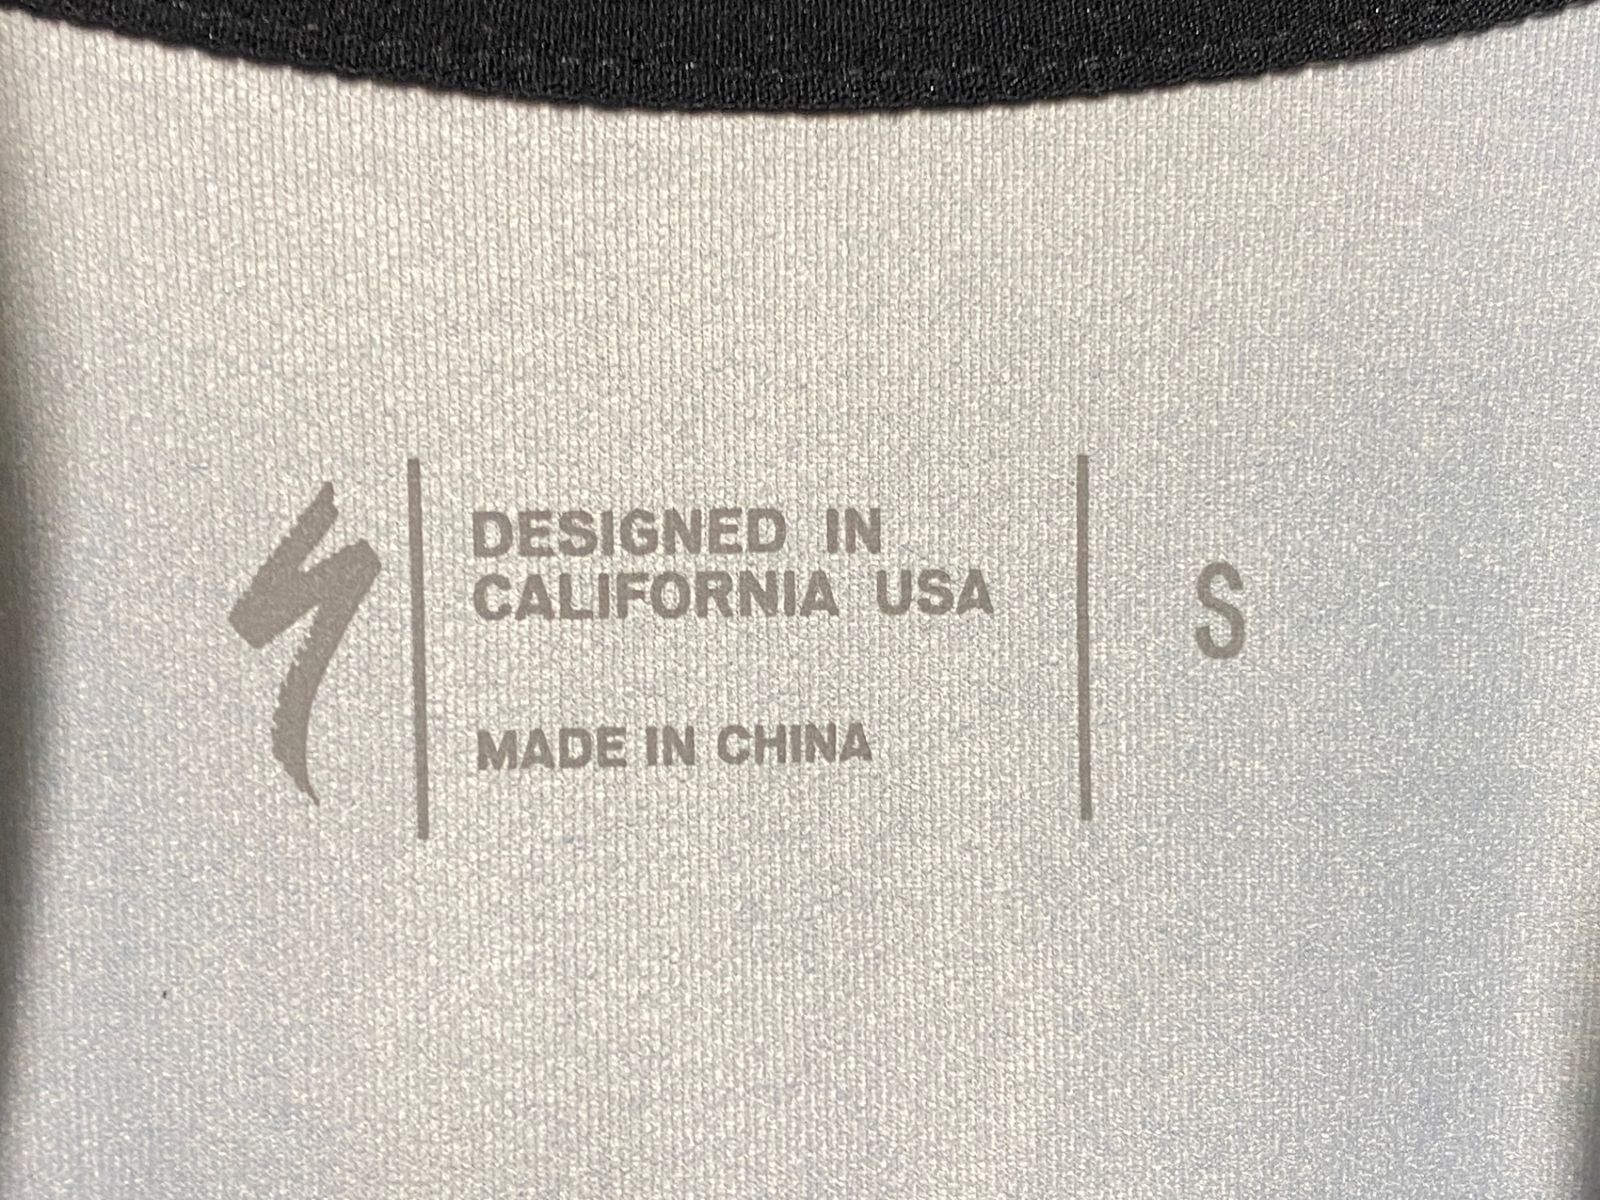 DESIGNED IN
CALIFORNIA USA
MADE IN CHINA
S